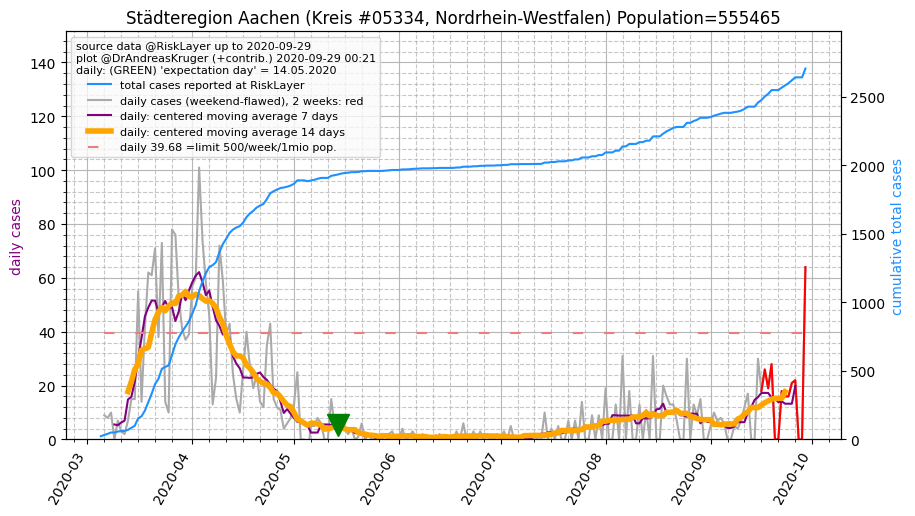 Städteregion Aachen (Kreis #05334, Nordrhein-Westfalen) Population=555465
source data @RiskLayer up to 2020-09-29
plot @DrAndreasKruger (+contrib.) 2020-09-29 00:21
daily: (GREEN) 'expectation day' = 14.05.2020
total cases reported at RiskLayer
daily cases (weekend-flawed), 2 weeks: red
daily: centered moving average 7 days
daily: centered moving average 14 days
daily 39.68 =limit 500/week/1mio pop.
daily cases
140
120
100
80
60
40
20
0
cumulative total cases
2500
2000
1500
1000
500
0
2020-03
2020-04
2020-05
2020-06
2020-07
2020-08
2020-09
2020-10